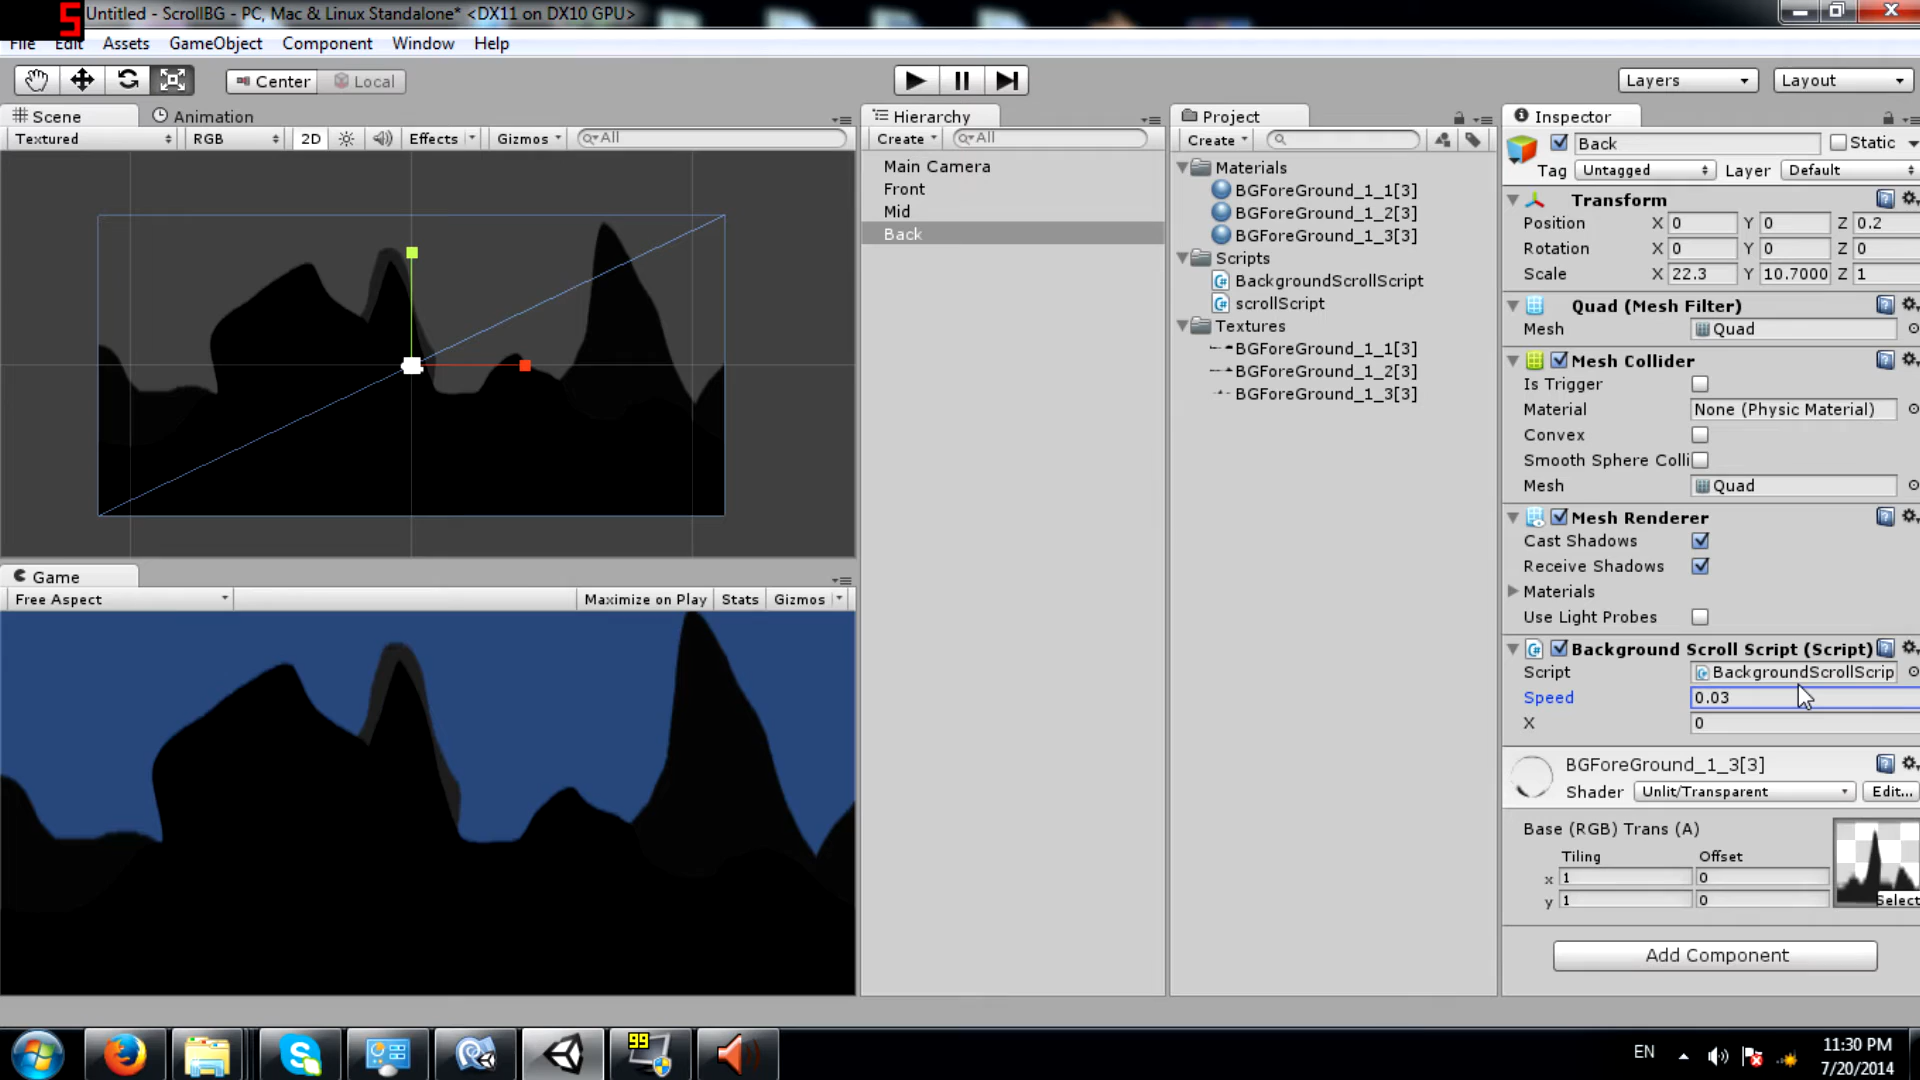 Untitled - ScrollBG - PC, Mac & Linux Standalone* <DX11 on DX10 GPU>
File Edit Assets GameObject Component Window Help
Center Local
Layers Layout
Scene Animation
Textured RGB 2D Effects Gizmos All
Game
Free Aspect Maximize on Play Stats Gizmos
Hierarchy
Create All
Main Camera
Front
Mid
Back
Project
Create
Materials
BGForeGround_1_1[3]
BGForeGround_1_2[3]
BGForeGround_1_3[3]
Scripts
BackgroundScrollScript
scrollScript
Textures
BGForeGround_1_1[3]
BGForeGround_1_2[3]
BGForeGround_1_3[3]
Inspector
Back Static
Tag Untagged Layer Default
Transform
Position X 0 Y 0 Z 0.2
Rotation X 0 Y 0 Z 0
Scale X 22.3 Y 10.7000 Z 1
Quad (Mesh Filter)
Mesh Quad
Mesh Collider
Is Trigger
Material None (Physic Material)
Convex
Smooth Sphere Colli
Mesh Quad
Mesh Renderer
Cast Shadows
Receive Shadows
Materials
Use Light Probes
Background Scroll Script (Script)
Script BackgroundScrollScrip
Speed 0.03
X 0
BGForeGround_1_3[3]
Shader Unlit/Transparent Edit...
Base (RGB) Trans (A)
Tiling Offset
x 1 0
y 1 0
Select
Add Component
99
EN
11:30 PM
7/20/2014